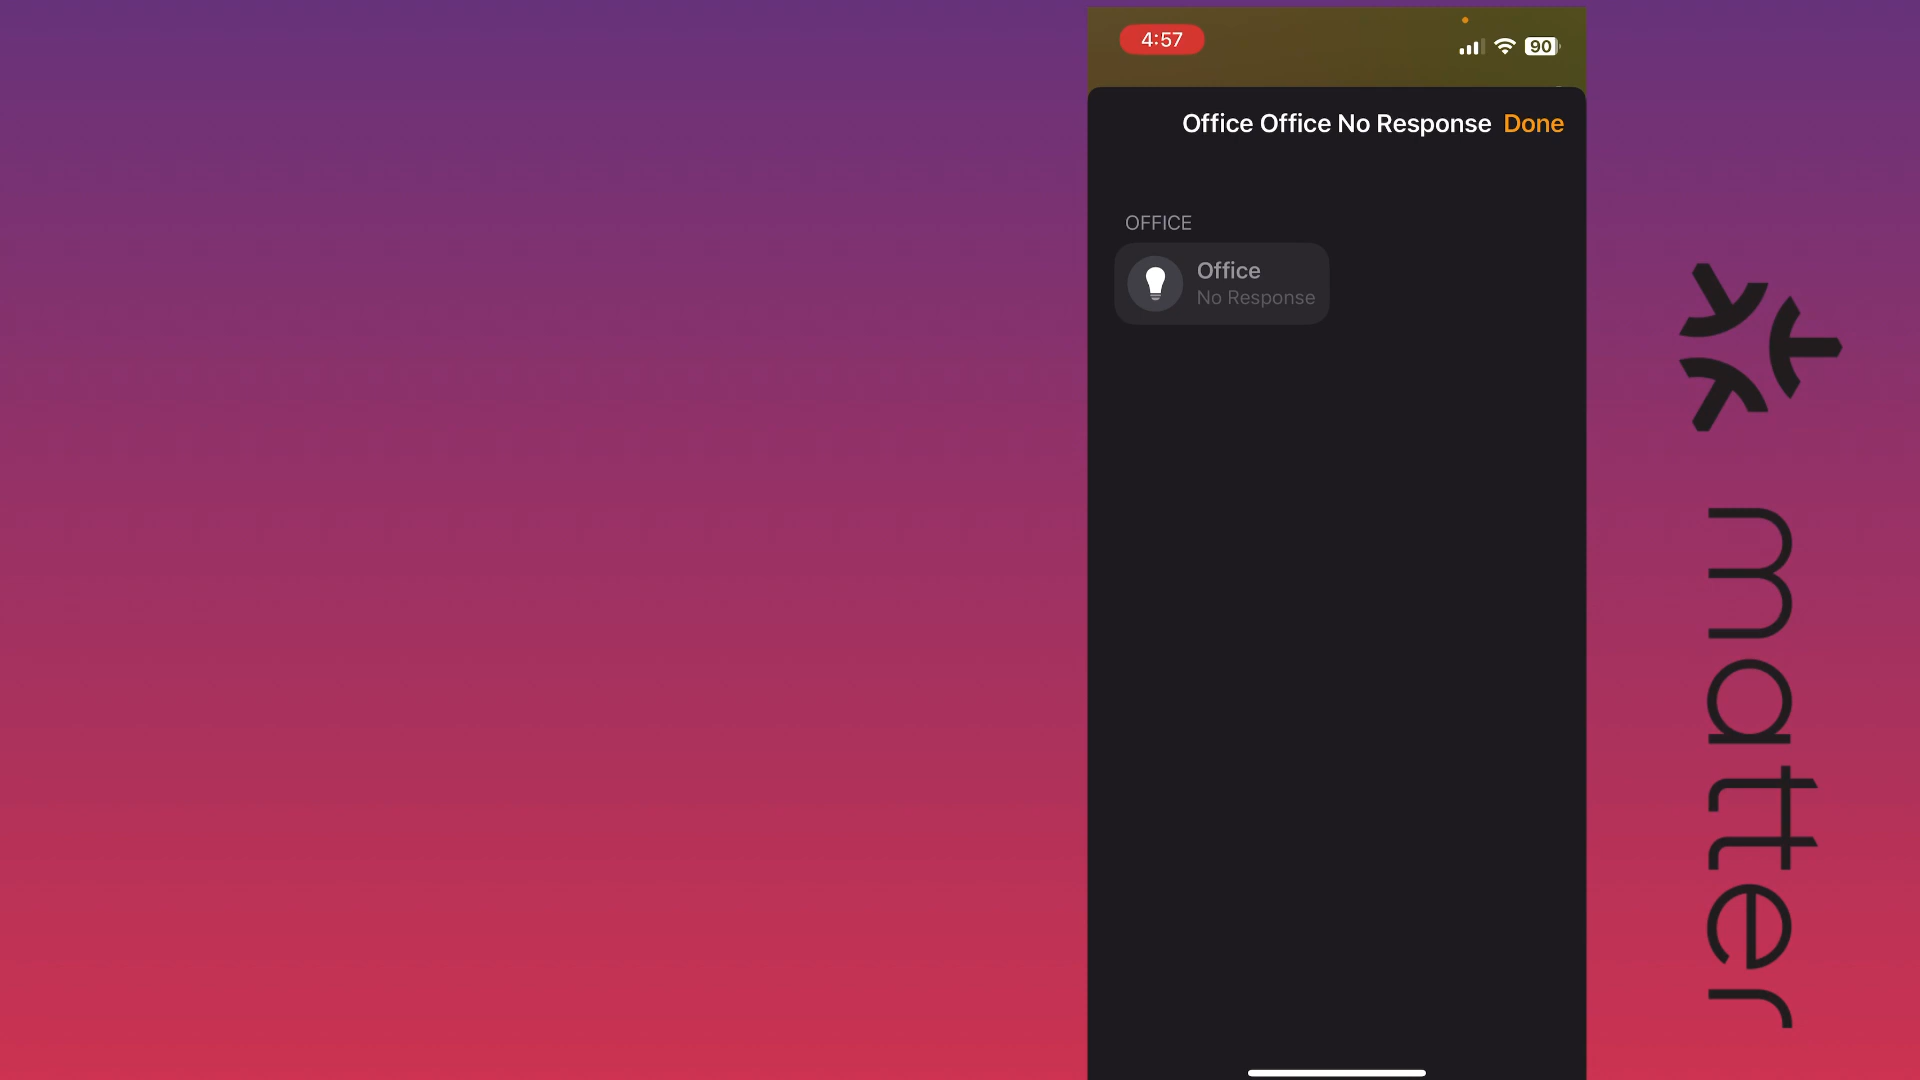 4:57
90
Office Office No Response Done
OFFICE
Office
No Response
matter